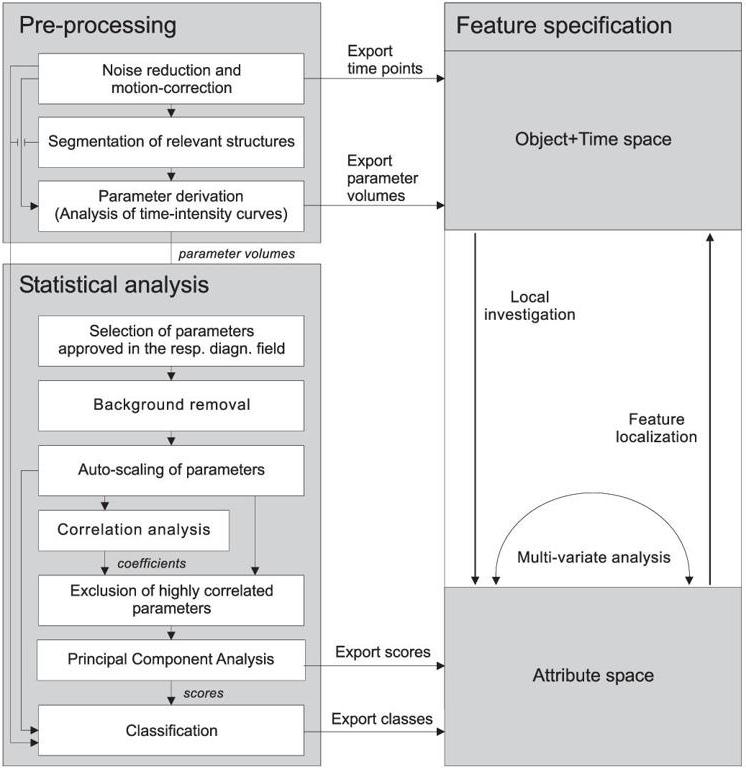 Pre-processing
Noise reduction and
motion-correction
Segmentation of relevant structures
Parameter derivation
(Analysis of time-intensity curves)
parameter volumes
Statistical analysis
Selection of parameters
approved in the resp. diagn. field
Background removal
Auto-scaling of parameters
Correlation analysis
coefficients
Exclusion of highly correlated
parameters
Principal Component Analysis
scores
Classification
Export
time points
Export
parameter
volumes
Export scores
Export classes
Feature specification
Object+Time space
Local
investigation
Feature
localization
Multi-variate analysis
Attribute space